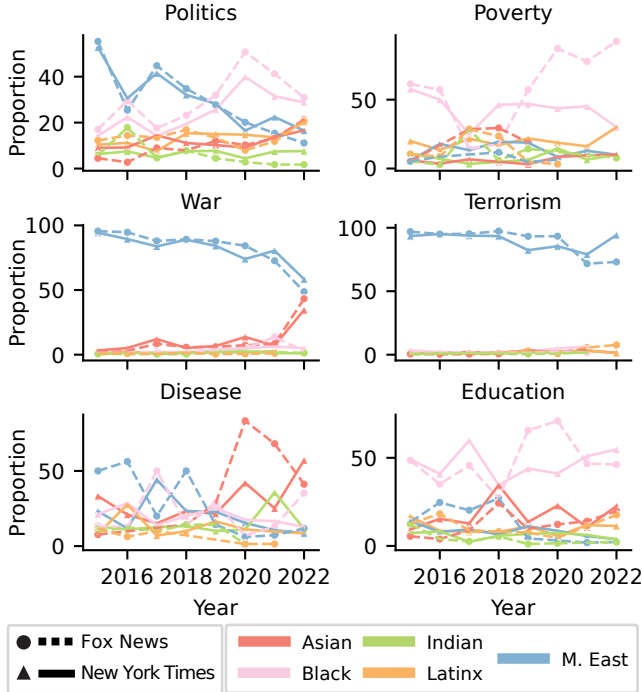 Politics Poverty
Proportion
40
20
0
50
0
War Terrorism
Proportion
100
50
0
100
50
0
Disease Education
Proportion
50
0
50
0
2016 2018 2020 2022 2016 2018 2020 2022
Year Year
Fox News
New York Times
Asian Indian M. East
Black Latinx